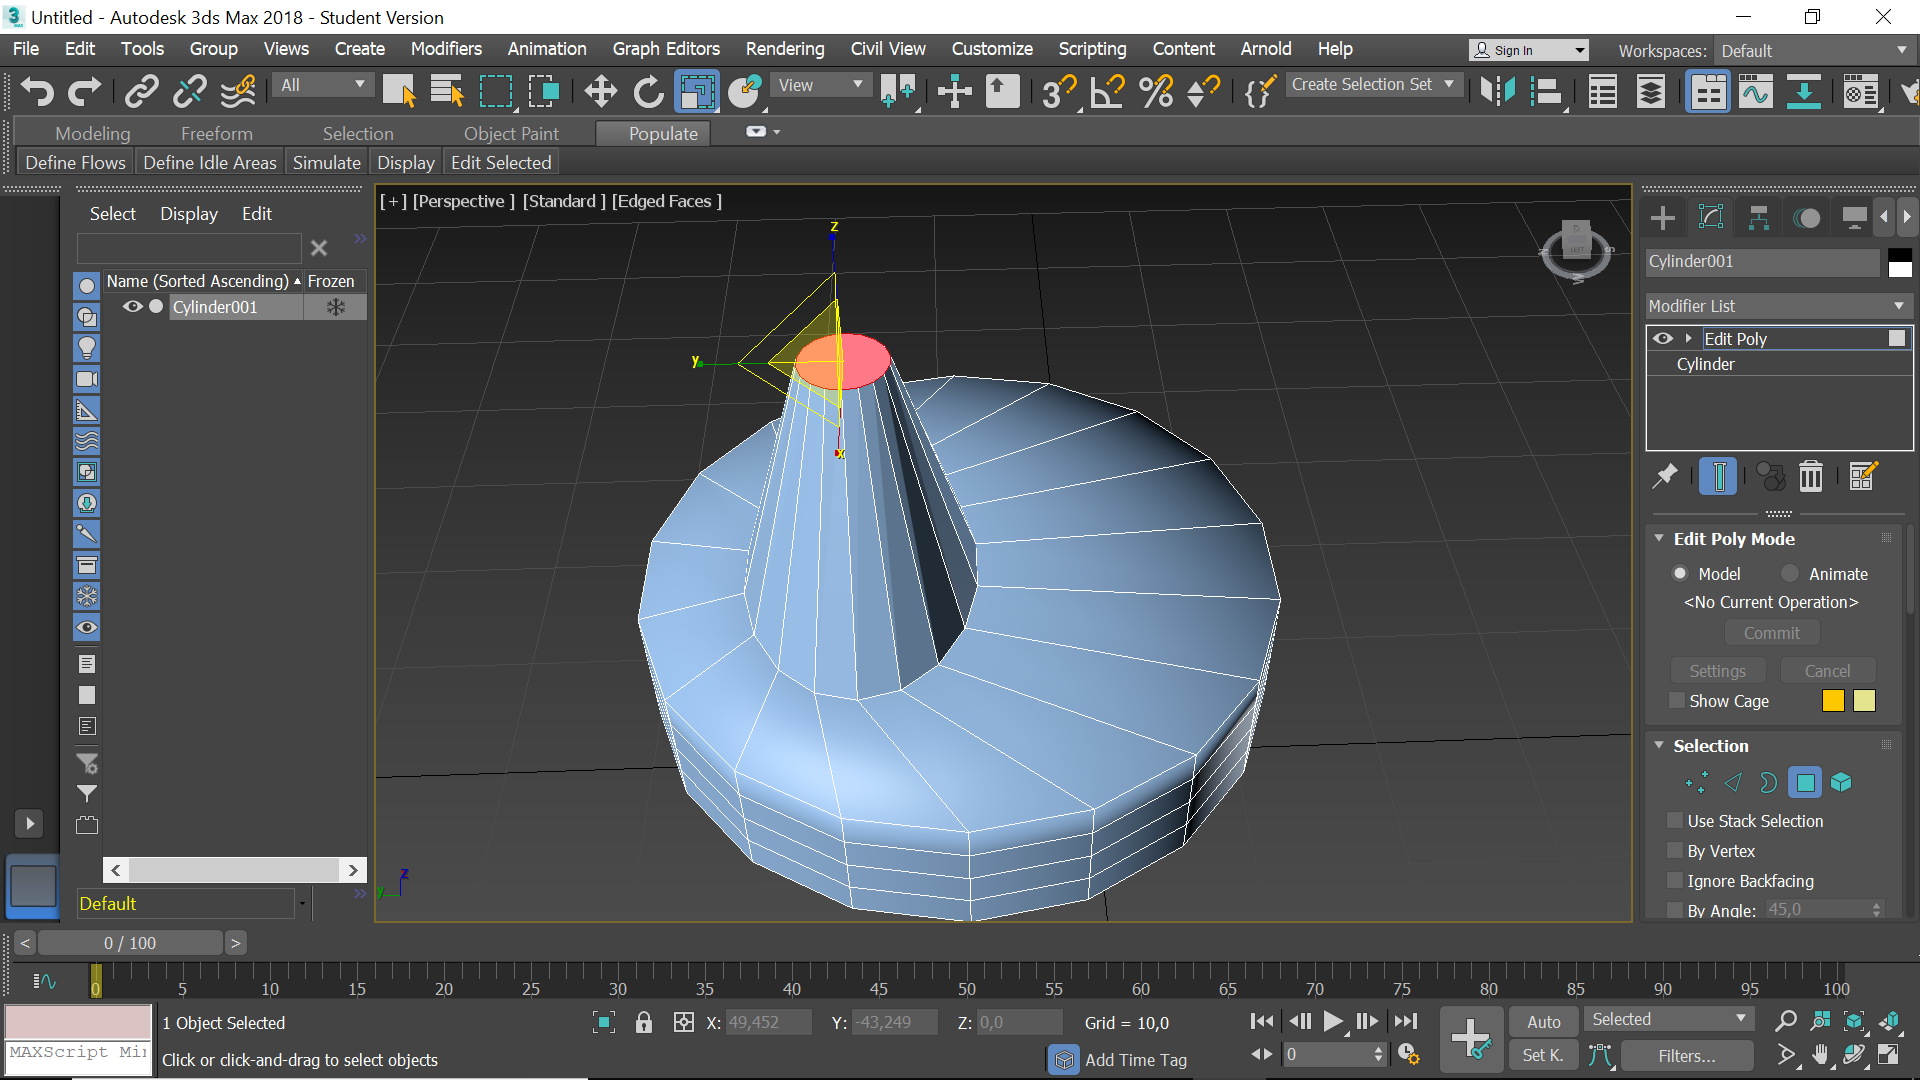 Untitled - Autodesk 3ds Max 2018 - Student Version
File Edit Tools Group Views Create Modifiers Animation Graph Editors Rendering Civil View Customize Scripting Content Arnold Help Sign In Workspaces: Default
All View 3 Create Selection Set
Modeling Freeform Selection Object Paint Populate
Define Flows Define Idle Areas Simulate Display Edit Selected
[ + ] [Perspective ] [Standard ] [Edged Faces ]
Select Display Edit
Name (Sorted Ascending) Frozen
Cylinder001
z
y
x
LEFT
W
Cylinder001
Modifier List
Edit Poly
Cylinder
Edit Poly Mode
Model Animate
<No Current Operation>
Commit
Settings Cancel
Show Cage
Selection
Use Stack Selection
By Vertex
Ignore Backfacing
By Angle: 45,0
z
y
Default
< 0 / 100 >
0 5 10 15 20 25 30 35 40 45 50 55 60 65 70 75 80 85 90 95 100
1 Object Selected X: 49,452 Y: -43,249 Z: 0,0 Grid = 10,0 Auto Selected
MAXScript Mi
Click or click-and-drag to select objects Add Time Tag 0 Set K. Filters...